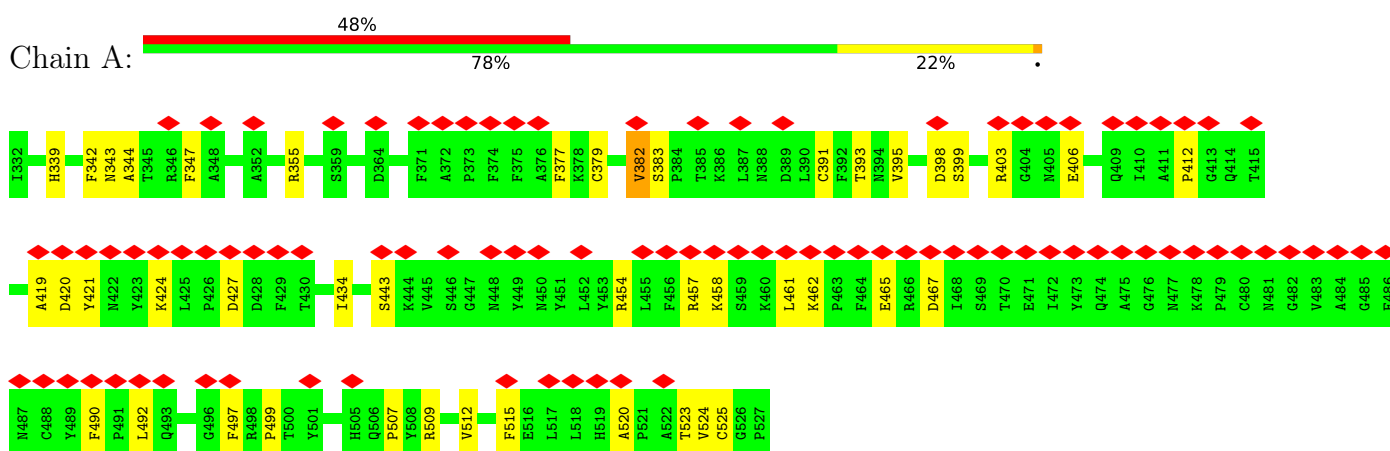 48%
Chain A:
78% 22% •
I332 H339 F342 N343 A344 T345 R346 F347 A348 A352 R355 S359 D364 F371 A372 P373 F374 F375 A376 F377 K378 C379 V382 S383 P384 T385 K386 L387 N388 D389 L390 C391 F392 T393 N394 V395 D398 S399 R403 G404 N405 E406 Q409 I410 A411 P412 G413 Q414 T415
A419 D420 Y421 N422 Y423 K424 L425 P426 D427 D428 F429 T430 I434 S443 K444 V445 S446 G447 N448 Y449 N450 Y451 L452 Y453 R454 L455 F456 R457 K458 S459 K460 L461 K462 P463 F464 E465 R466 D467 I468 S469 T470 E471 I472 Y473 Q474 A475 G476 N477 K478 P479 C480 N481 G482 V483 A484 G485
N487 C488 Y489 F490 P491 L492 Q493 G496 F497 R498 P499 T500 Y501 H505 Q506 P507 Y508 R509 V512 F515 E516 L517 L518 H519 A520 P521 A522 T523 V524 C525 G526 P527